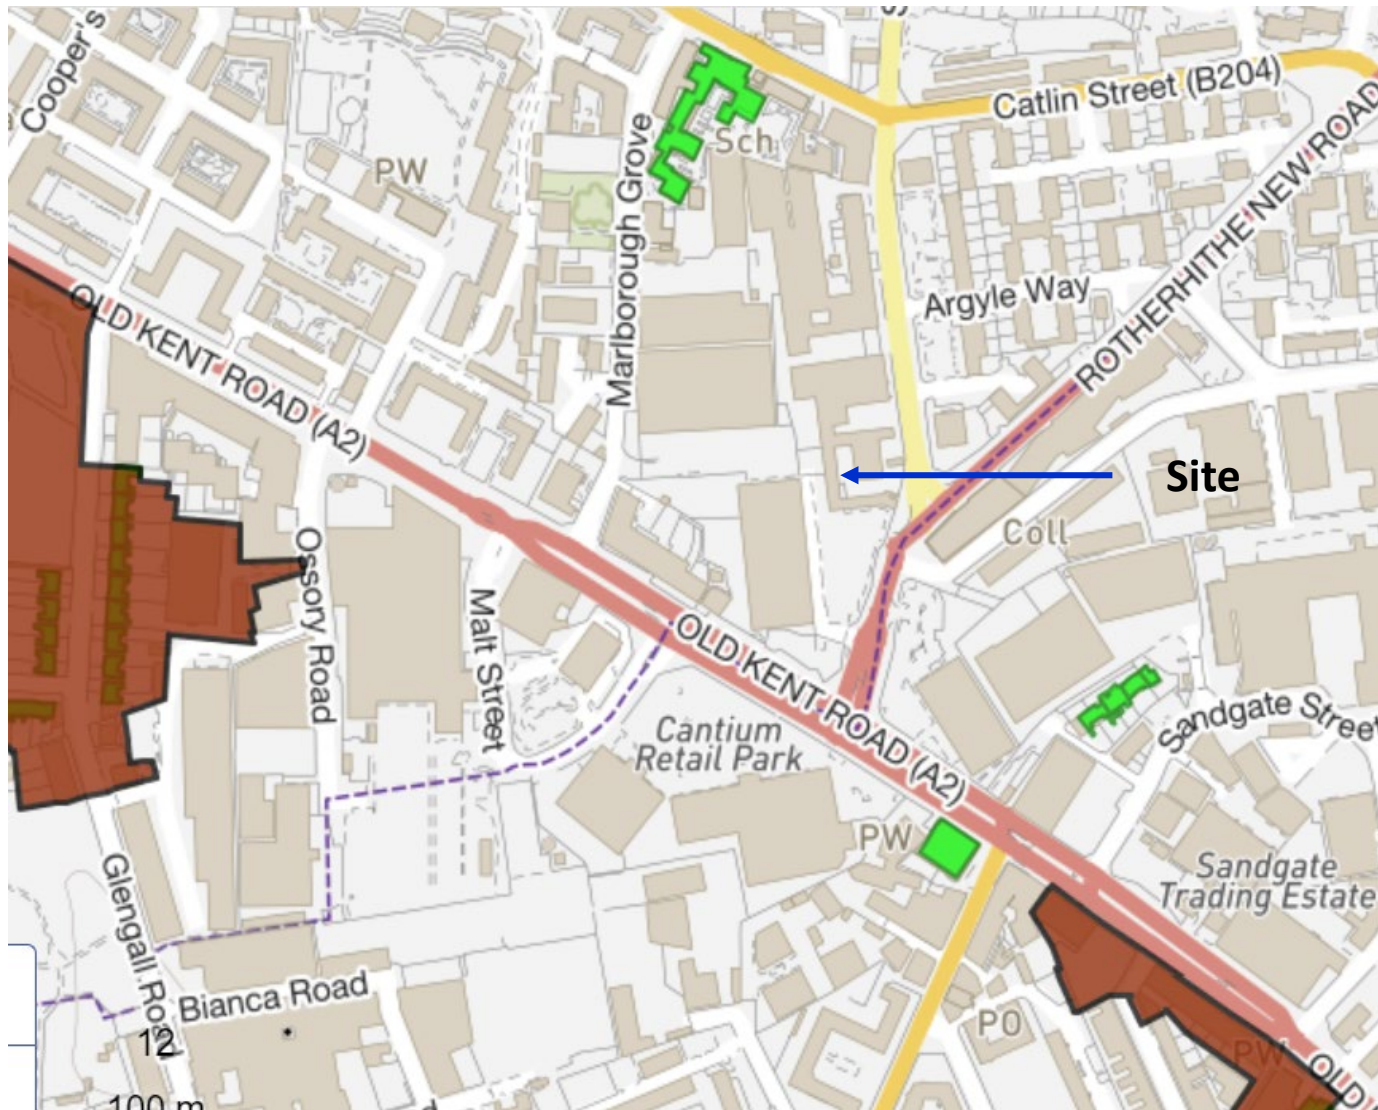 Cooper's
S
Catlin Street (B204)
ROTHERHITHE NEW ROAD
Sch
PW
Marlborough Grove
Argyle Way
OLD KENT ROAD (A2)
Site
Coll
Ossory Road
Malt Street
OLD KENT ROAD (A2)
Cantium
Retail Park
Sandgate Street
PW
Sandgate
Trading Estate
Glengall Road
Bianca Road
PO
12
PW
OLD
100 m